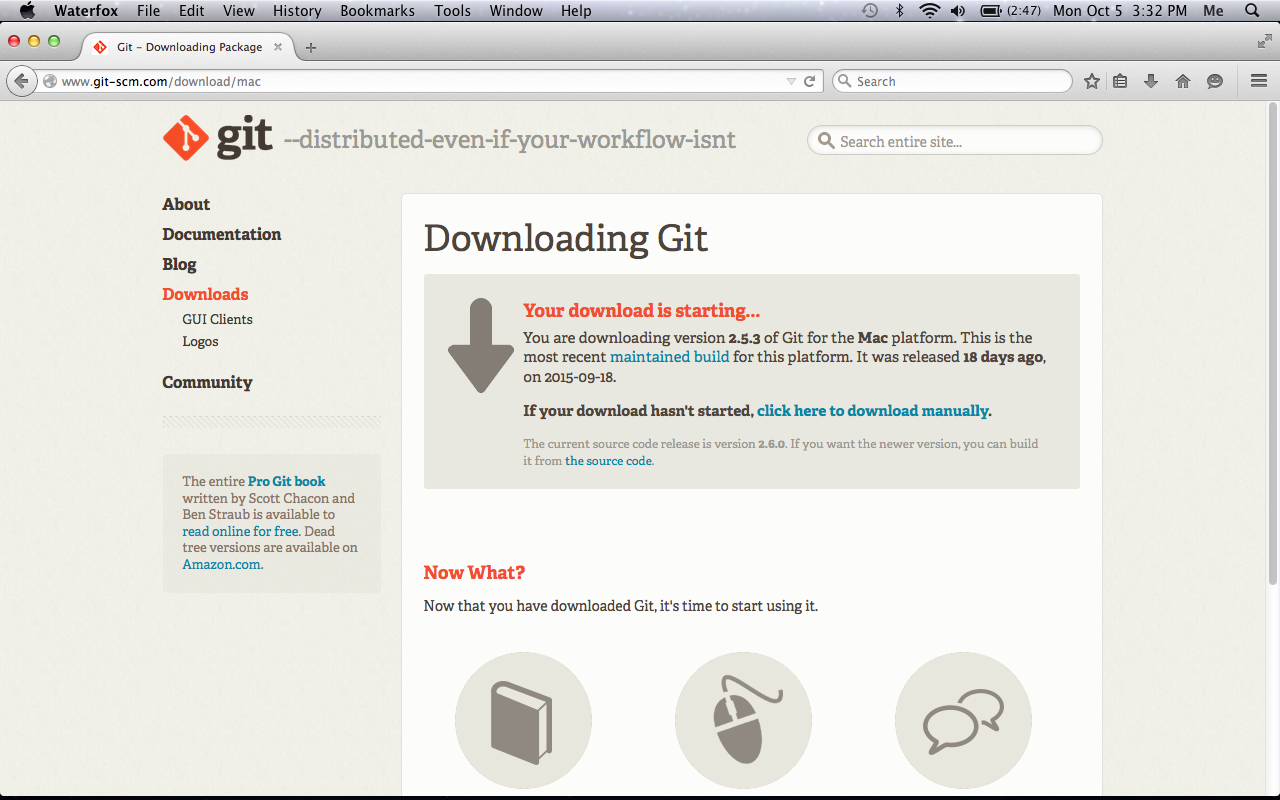 Waterfox File Edit View History Bookmarks Tools Window Help (2:47) Mon Oct 5 3:32 PM Me
Git – Downloading Package
www.git-scm.com/download/mac
Search
git --distributed-even-if-your-workflow-isnt
Search entire site...
About
Documentation
Blog
Downloads
GUI Clients
Logos
Community
The entire Pro Git book
written by Scott Chacon and
Ben Straub is available to
read online for free. Dead
tree versions are available on
Amazon.com.
Downloading Git
Your download is starting...
You are downloading version 2.5.3 of Git for the Mac platform. This is the
most recent maintained build for this platform. It was released 18 days ago,
on 2015-09-18.
If your download hasn't started, click here to download manually.
The current source code release is version 2.6.0. If you want the newer version, you can build
it from the source code.
Now What?
Now that you have downloaded Git, it's time to start using it.